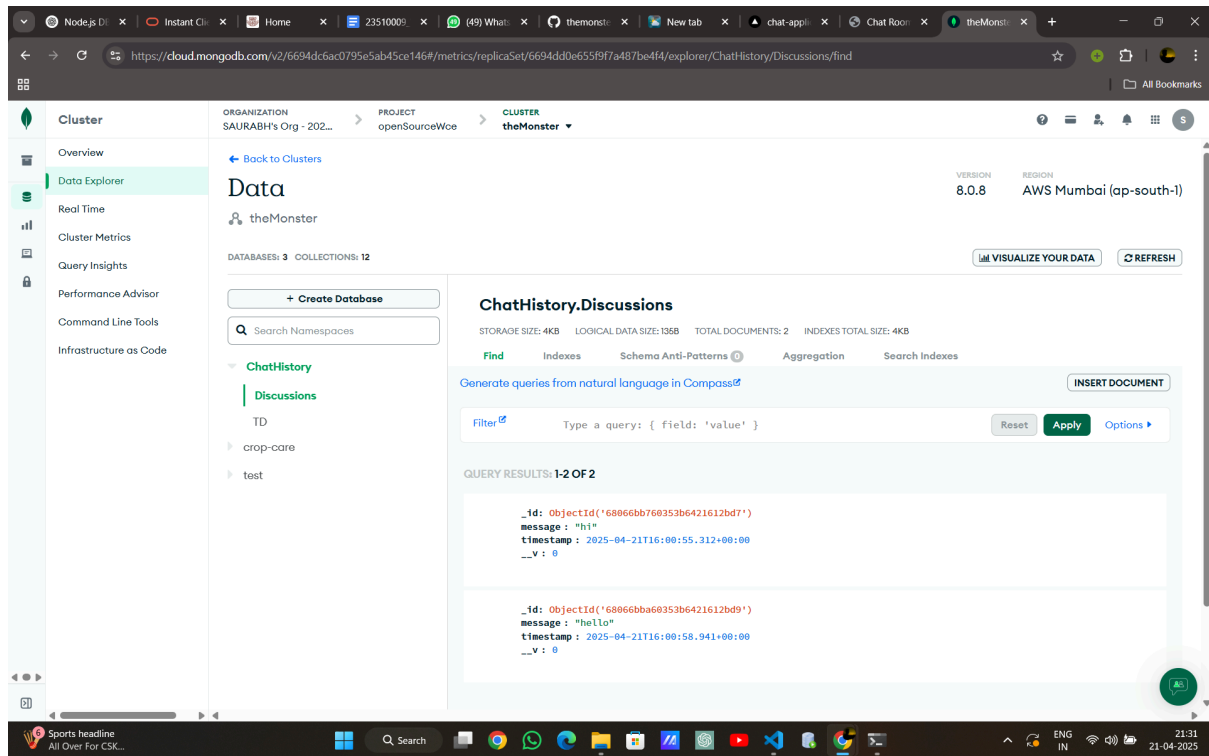 Node.js DB
Instant Clie
Home
23510009_
(49) Whats
themonste
New tab
chat-appli
Chat Room
theMonste
https://cloud.mongodb.com/v2/6694dc6ac0795e5ab45ce146#/metrics/replicaSet/6694dd0e655f9f7a487be4f4/explorer/ChatHistory/Discussions/find
All Bookmarks
Cluster
ORGANIZATION
SAURABH's Org - 202...
PROJECT
openSourceWce
CLUSTER
theMonster
S
Overview
Data Explorer
Real Time
Cluster Metrics
Query Insights
Performance Advisor
Command Line Tools
Infrastructure as Code
Back to Clusters
Data
theMonster
VERSION
8.0.8
REGION
AWS Mumbai (ap-south-1)
DATABASES: 3 COLLECTIONS: 12
VISUALIZE YOUR DATA
REFRESH
+ Create Database
Search Namespaces
ChatHistory
Discussions
TD
crop-care
test
ChatHistory.Discussions
STORAGE SIZE: 4KB LOGICAL DATA SIZE: 135B TOTAL DOCUMENTS: 2 INDEXES TOTAL SIZE: 4KB
Find Indexes Schema Anti-Patterns 0 Aggregation Search Indexes
Generate queries from natural language in Compass
INSERT DOCUMENT
Filter
Type a query: { field: 'value' }
Reset
Apply
Options
QUERY RESULTS: 1-2 OF 2
_id: ObjectId('68066bb760353b6421612bd7')
message : "hi"
timestamp : 2025-04-21T16:00:55.312+00:00
__v : 0
_id: ObjectId('68066bba60353b6421612bd9')
message : "hello"
timestamp : 2025-04-21T16:00:58.941+00:00
__v : 0
6
Sports headline
All Over For CSK...
Search
ENG
IN
21:31
21-04-2025